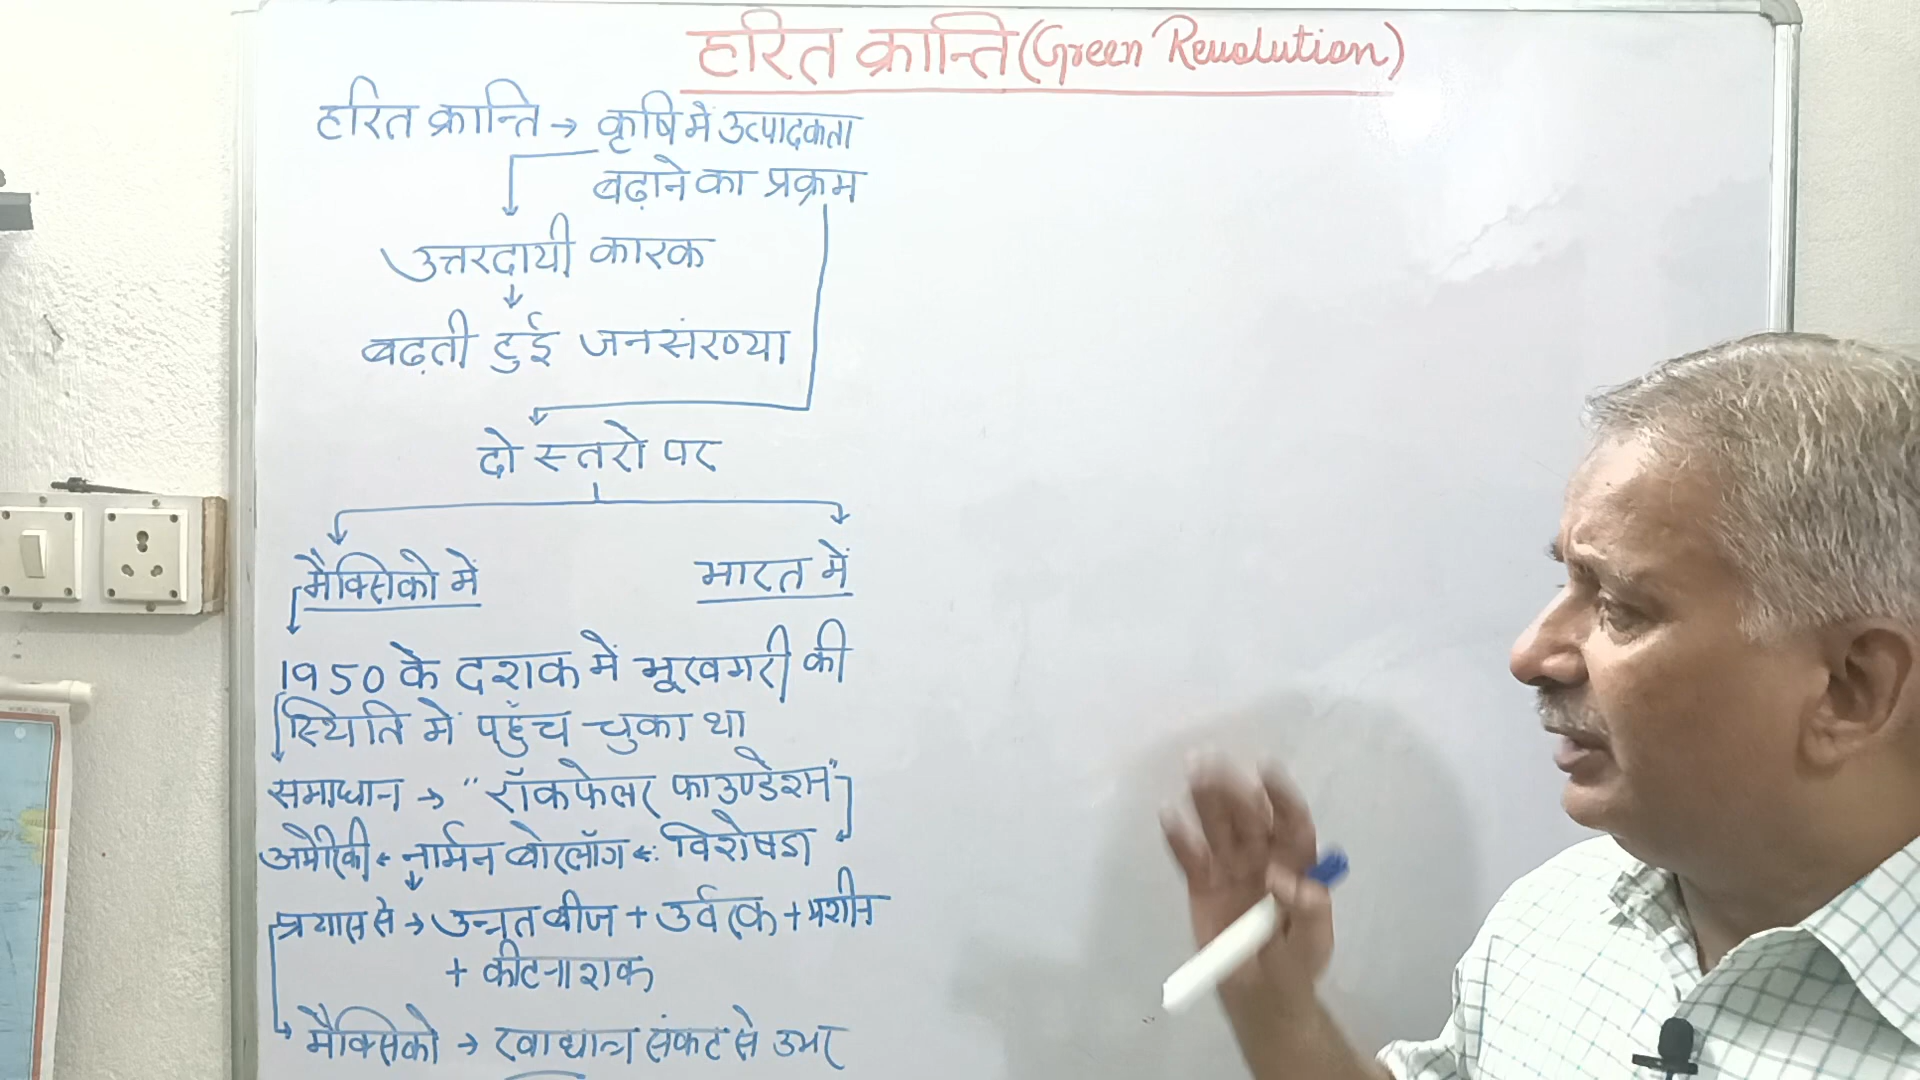 हरित क्रान्ति (Green Revolution)
हरित क्रान्ति → कृषि में उत्पादकता
बढ़ाने का प्रक्रम
उत्तरदायी कारक
बढ़ती हुई जनसंख्या
दो स्तरो पर
मैक्सिको में भारत में
1950 के दशक में भूखमरी की
स्थिति में पहुँच चुका था
समाधान → "रॉकफेलर फाउण्डेशन"
अमेरिकी ← नार्मन बोरलॉग ← विशेषज्ञ
प्रयास से → उन्नत बीज + उर्वरक + मशीन
+ कीटनाशक
मैक्सिको → खाद्यान्न संकट से उभर